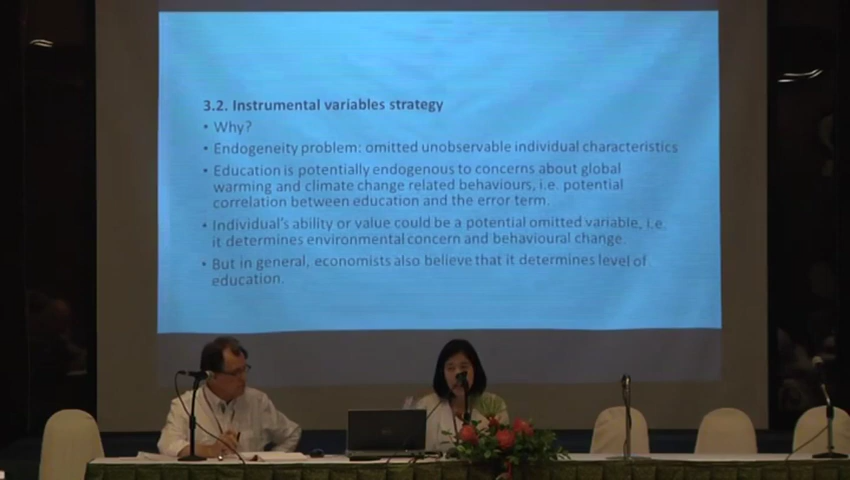 3.2. Instrumental variables strategy
• Why?
• Endogeneity problem: omitted unobservable individual characteristics
• Education is potentially endogenous to concerns about global
warming and climate change related behaviours, i.e. potential
correlation between education and the error term.
• Individual's ability or value could be a potential omitted variable, i.e.
it determines environmental concern and behavioural change.
• But in general, economists also believe that it determines level of
education.